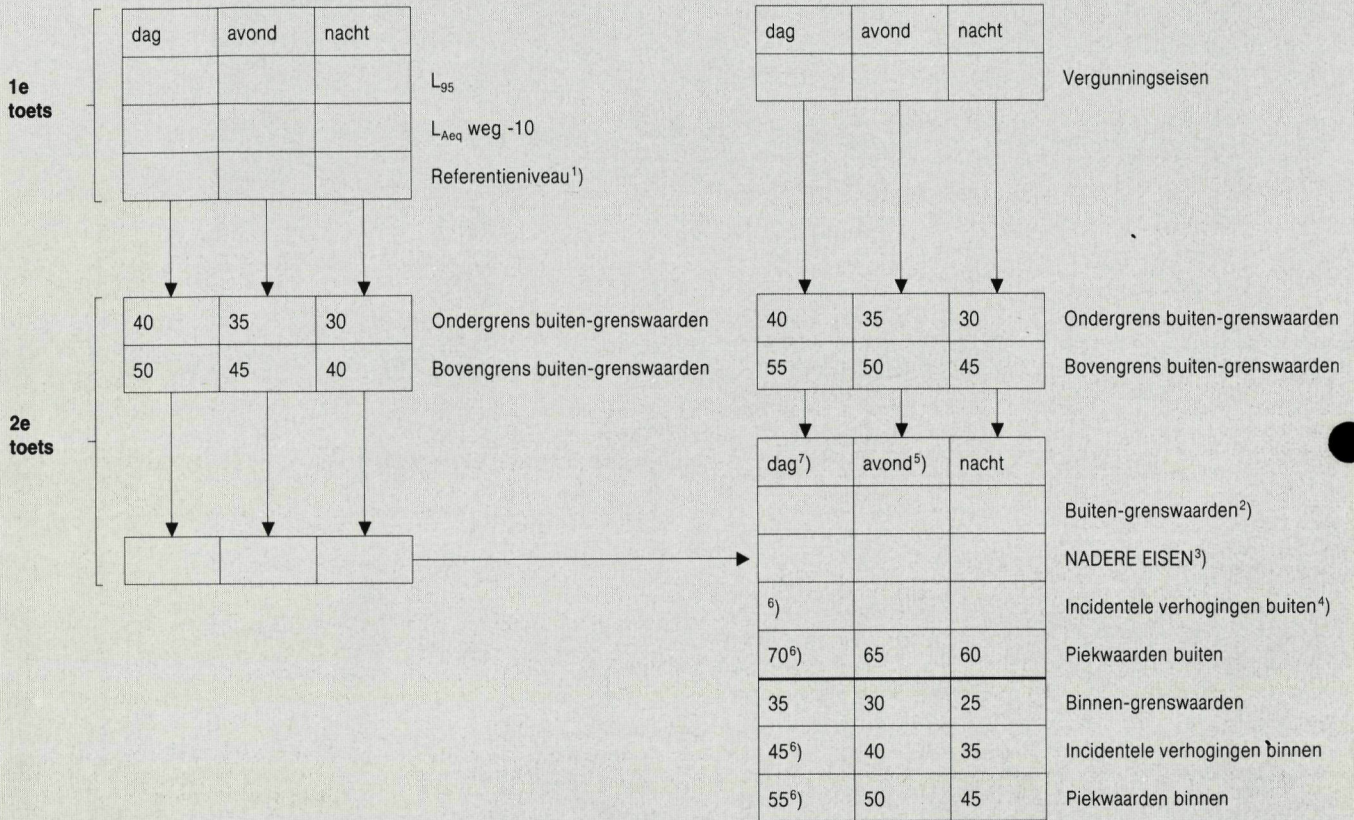 dag avond nacht
1e
toets
L95
LAeq weg -10
Referentieniveau1)
40 35 30 Ondergrens buiten-grenswaarden
50 45 40 Bovengrens buiten-grenswaarden
2e
toets
dag avond nacht
Vergunningseisen
40 35 30 Ondergrens buiten-grenswaarden
55 50 45 Bovengrens buiten-grenswaarden
dag7) avond5) nacht
Buiten-grenswaarden2)
NADERE EISEN3)
6) Incidentele verhogingen buiten4)
706) 65 60 Piekwaarden buiten
35 30 25 Binnen-grenswaarden
456) 40 35 Incidentele verhogingen binnen
556) 50 45 Piekwaarden binnen